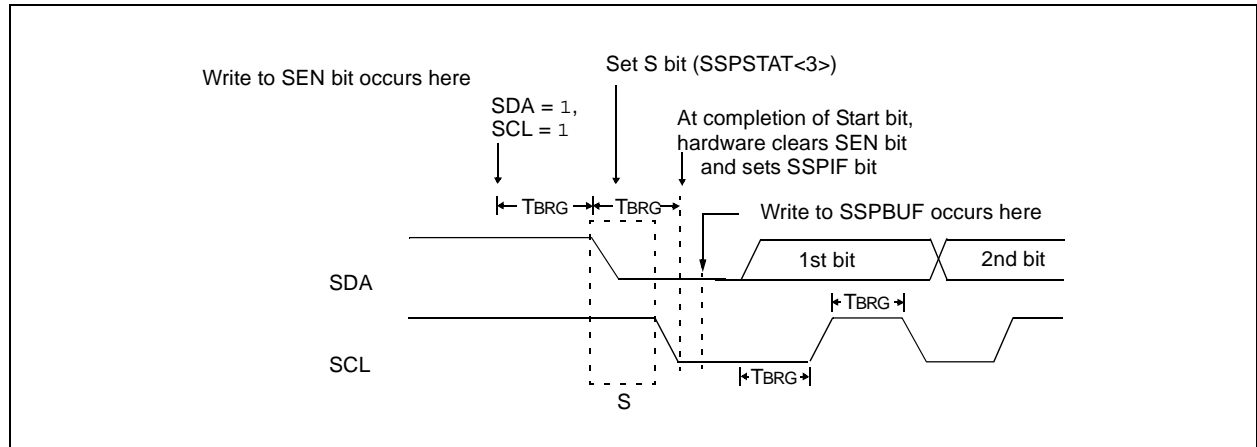 Write to SEN bit occurs here
Set S bit (SSPSTAT<3>)
SDA = 1,
SCL = 1
At completion of Start bit,
hardware clears SEN bit
and sets SSPIF bit
TBRG
TBRG
Write to SSPBUF occurs here
SDA
1st bit
2nd bit
TBRG
SCL
TBRG
S